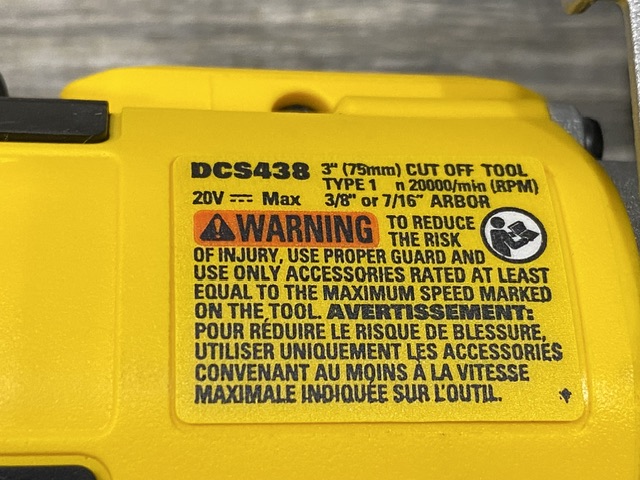 DCS438 3" (75mm) CUT OFF TOOL
TYPE 1 n 20000/min (RPM)
20V ⎓ Max 3/8" or 7/16" ARBOR
⚠WARNING TO REDUCE
THE RISK
OF INJURY, USE PROPER GUARD AND
USE ONLY ACCESSORIES RATED AT LEAST
EQUAL TO THE MAXIMUM SPEED MARKED
ON THE TOOL. AVERTISSEMENT:
POUR RÉDUIRE LE RISQUE DE BLESSURE,
UTILISER UNIQUEMENT LES ACCESSORIES
CONVENANT AU MOINS À LA VITESSE
MAXIMALE INDIQUÉE SUR L'OUTIL.